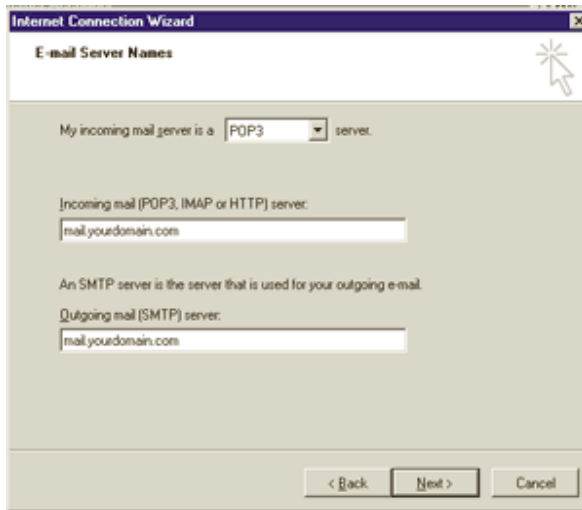 Internet Connection Wizard
E-mail Server Names
My incoming mail server is a POP3 server.
Incoming mail (POP3, IMAP or HTTP) server:
mail.yourdomain.com
An SMTP server is the server that is used for your outgoing e-mail.
Outgoing mail (SMTP) server:
mail.yourdomain.com
< Back Next > Cancel